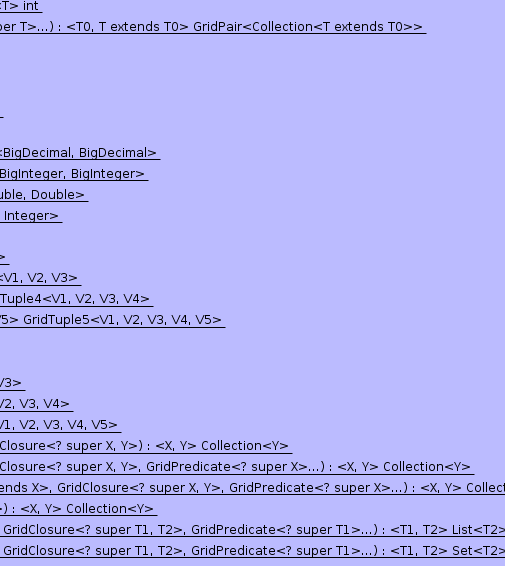 <T> int
per T>...) : <T0, T extends T0> GridPair<Collection<T extends T0>>
<BigDecimal, BigDecimal>
BigInteger, BigInteger>
uble, Double>
Integer>
>
<V1, V2, V3>
Tuple4<V1, V2, V3, V4>
V5> GridTuple5<V1, V2, V3, V4, V5>
V3>
V2, V3, V4>
V1, V2, V3, V4, V5>
Closure<? super X, Y>) : <X, Y> Collection<Y>
Closure<? super X, Y>, GridPredicate<? super X>...) : <X, Y> Collection<Y>
ends X>, GridClosure<? super X, Y>, GridPredicate<? super X>...) : <X, Y> Collect
>) : <X, Y> Collection<Y>
GridClosure<? super T1, T2>, GridPredicate<? super T1>...) : <T1, T2> List<T2>
GridClosure<? super T1, T2>, GridPredicate<? super T1>...) : <T1, T2> Set<T2>